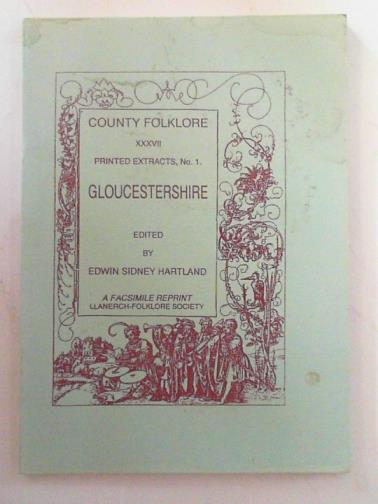 COUNTY FOLKLORE
XXXVII
PRINTED EXTRACTS, No. 1.
GLOUCESTERSHIRE
EDITED
BY
EDWIN SIDNEY HARTLAND
A FACSIMILE REPRINT
LLANERCH-FOLKLORE SOCIETY